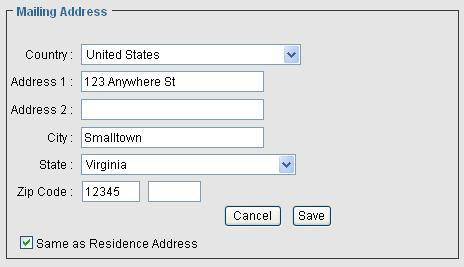 Mailing Address
Country : United States
Address 1 : 123 Anywhere St
Address 2 :
City : Smalltown
State : Virginia
Zip Code : 12345
Cancel Save
Same as Residence Address